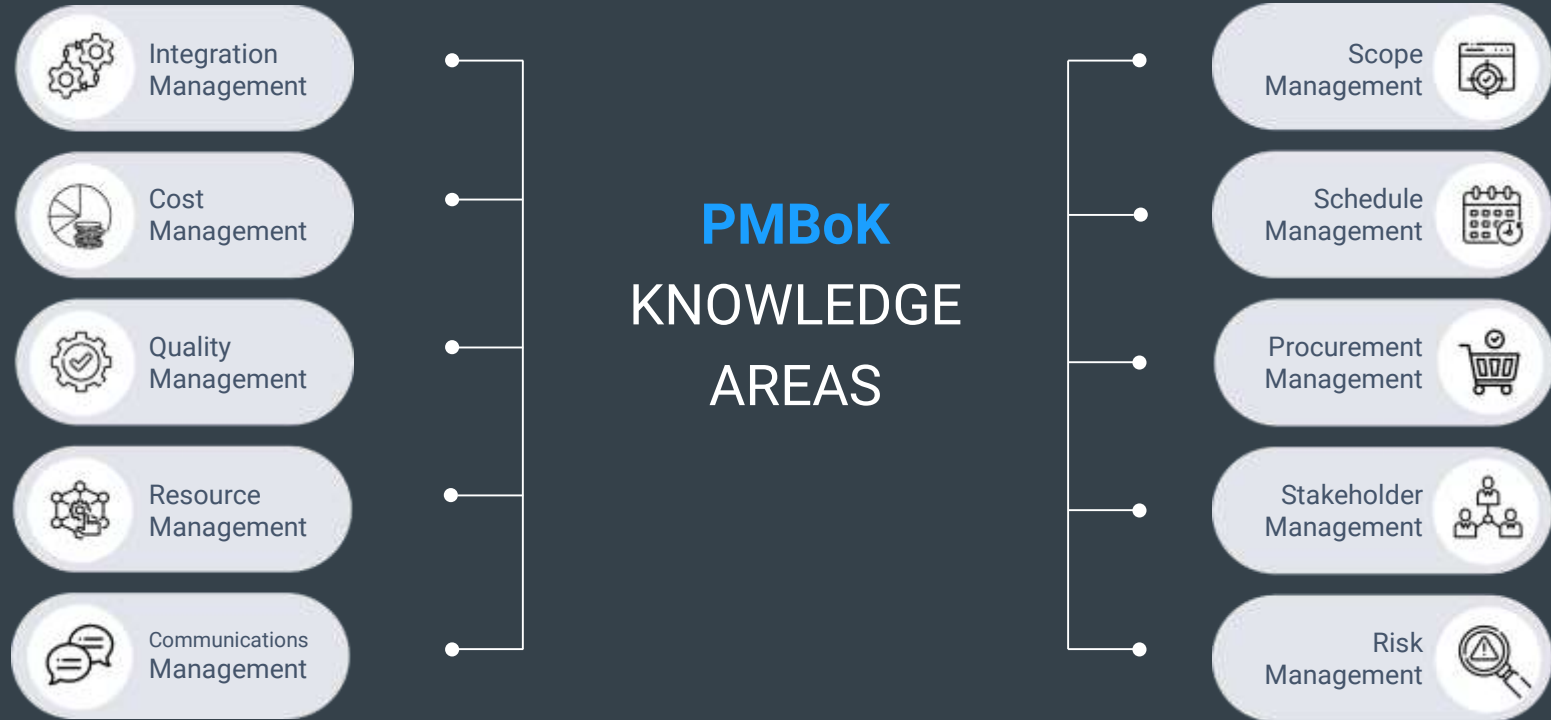 Integration
Management
Cost
Management
Quality
Management
Resource
Management
Communications
Management
PMBoK
KNOWLEDGE
AREAS
Scope
Management
Schedule
Management
Procurement
Management
Stakeholder
Management
Risk
Management